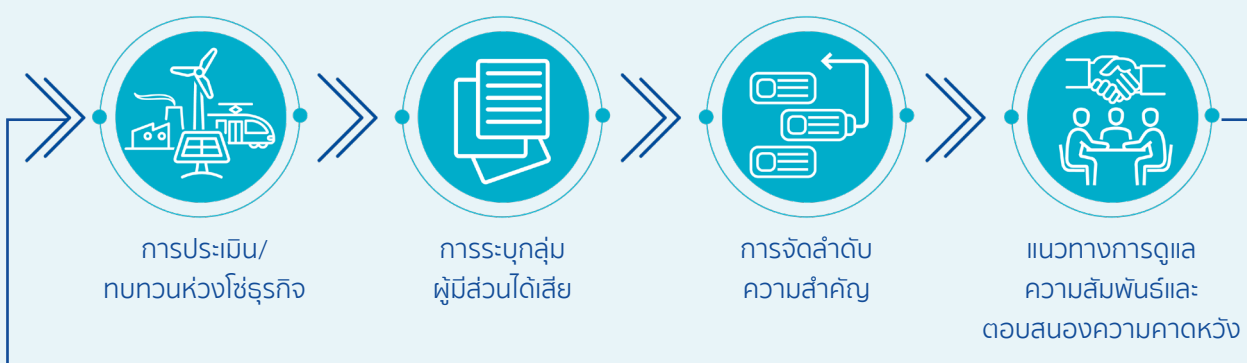 การประเมิน/
ทบทวนห่วงโซ่ธุรกิจ
การระบุกลุ่ม
ผู้มีส่วนได้เสีย
การจัดลำดับ
ความสำคัญ
แนวทางการดูแล
ความสัมพันธ์และ
ตอบสนองความคาดหวัง